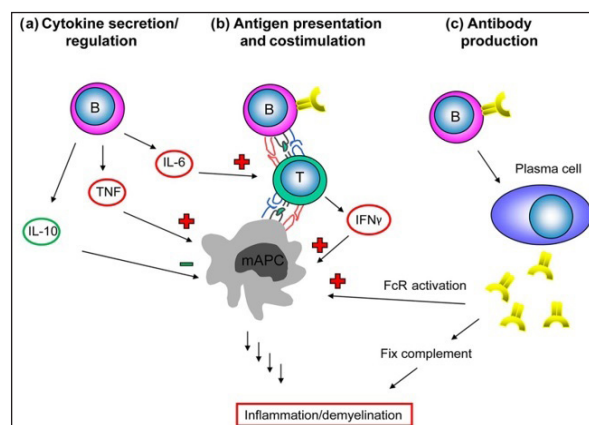 (a) Cytokine secretion/
regulation
(b) Antigen presentation
and costimulation
(c) Antibody
production
B
B
B
IL-6
TNF
IL-10
T
IFNγ
Plasma cell
mAPC
FcR activation
Fix complement
Inflammation/demyelination